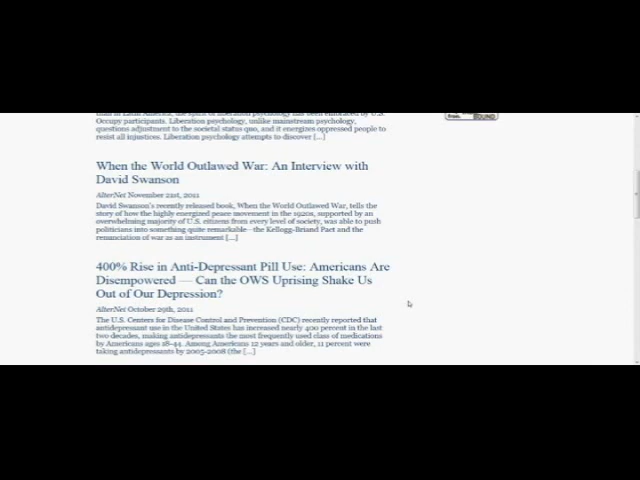 than in Latin America, the spirit of liberation psychology has been embraced by U.S.
Occupy participants. Liberation psychology, unlike mainstream psychology,
questions adjustment to the societal status quo, and it energizes oppressed people to
resist all injustices. Liberation psychology attempts to discover [...]
from
BOUND
When the World Outlawed War: An Interview with
David Swanson
AlterNet November 21st, 2011
David Swanson's recently released book, When the World Outlawed War, tells the
story of how the highly energized peace movement in the 1920s, supported by an
overwhelming majority of U.S. citizens from every level of society, was able to push
politicians into something quite remarkable--the Kellogg-Briand Pact and the
renunciation of war as an instrument [...]
400% Rise in Anti-Depressant Pill Use: Americans Are
Disempowered — Can the OWS Uprising Shake Us
Out of Our Depression?
AlterNet October 29th, 2011
The U.S. Centers for Disease Control and Prevention (CDC) recently reported that
antidepressant use in the United States has increased nearly 400 percent in the last
two decades, making antidepressants the most frequently used class of medications
by Americans ages 18-44. Among Americans 12 years and older, 11 percent were
taking antidepressants by 2005-2008 (the [...]